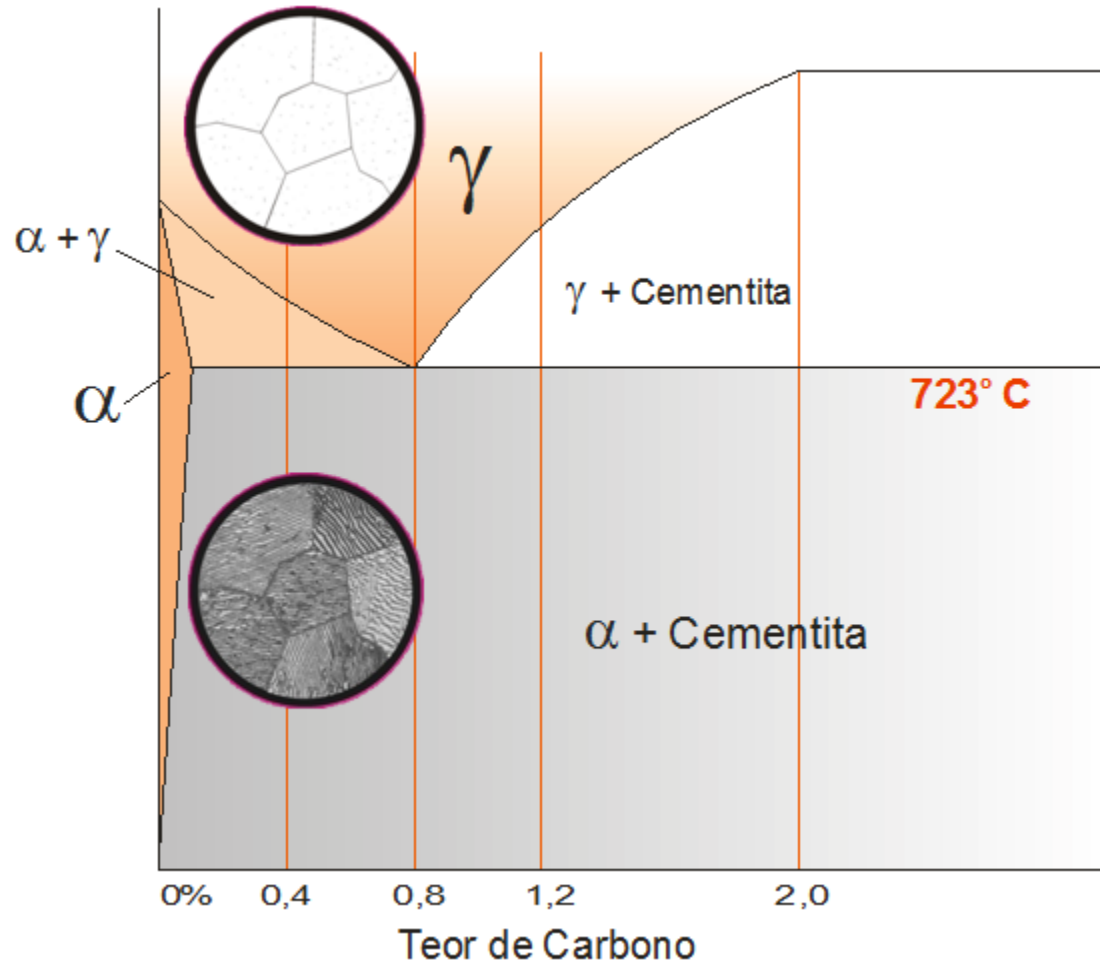 γ
α + γ
γ + Cementita
α
723° C
α + Cementita
0% 0,4 0,8 1,2 2,0
Teor de Carbono